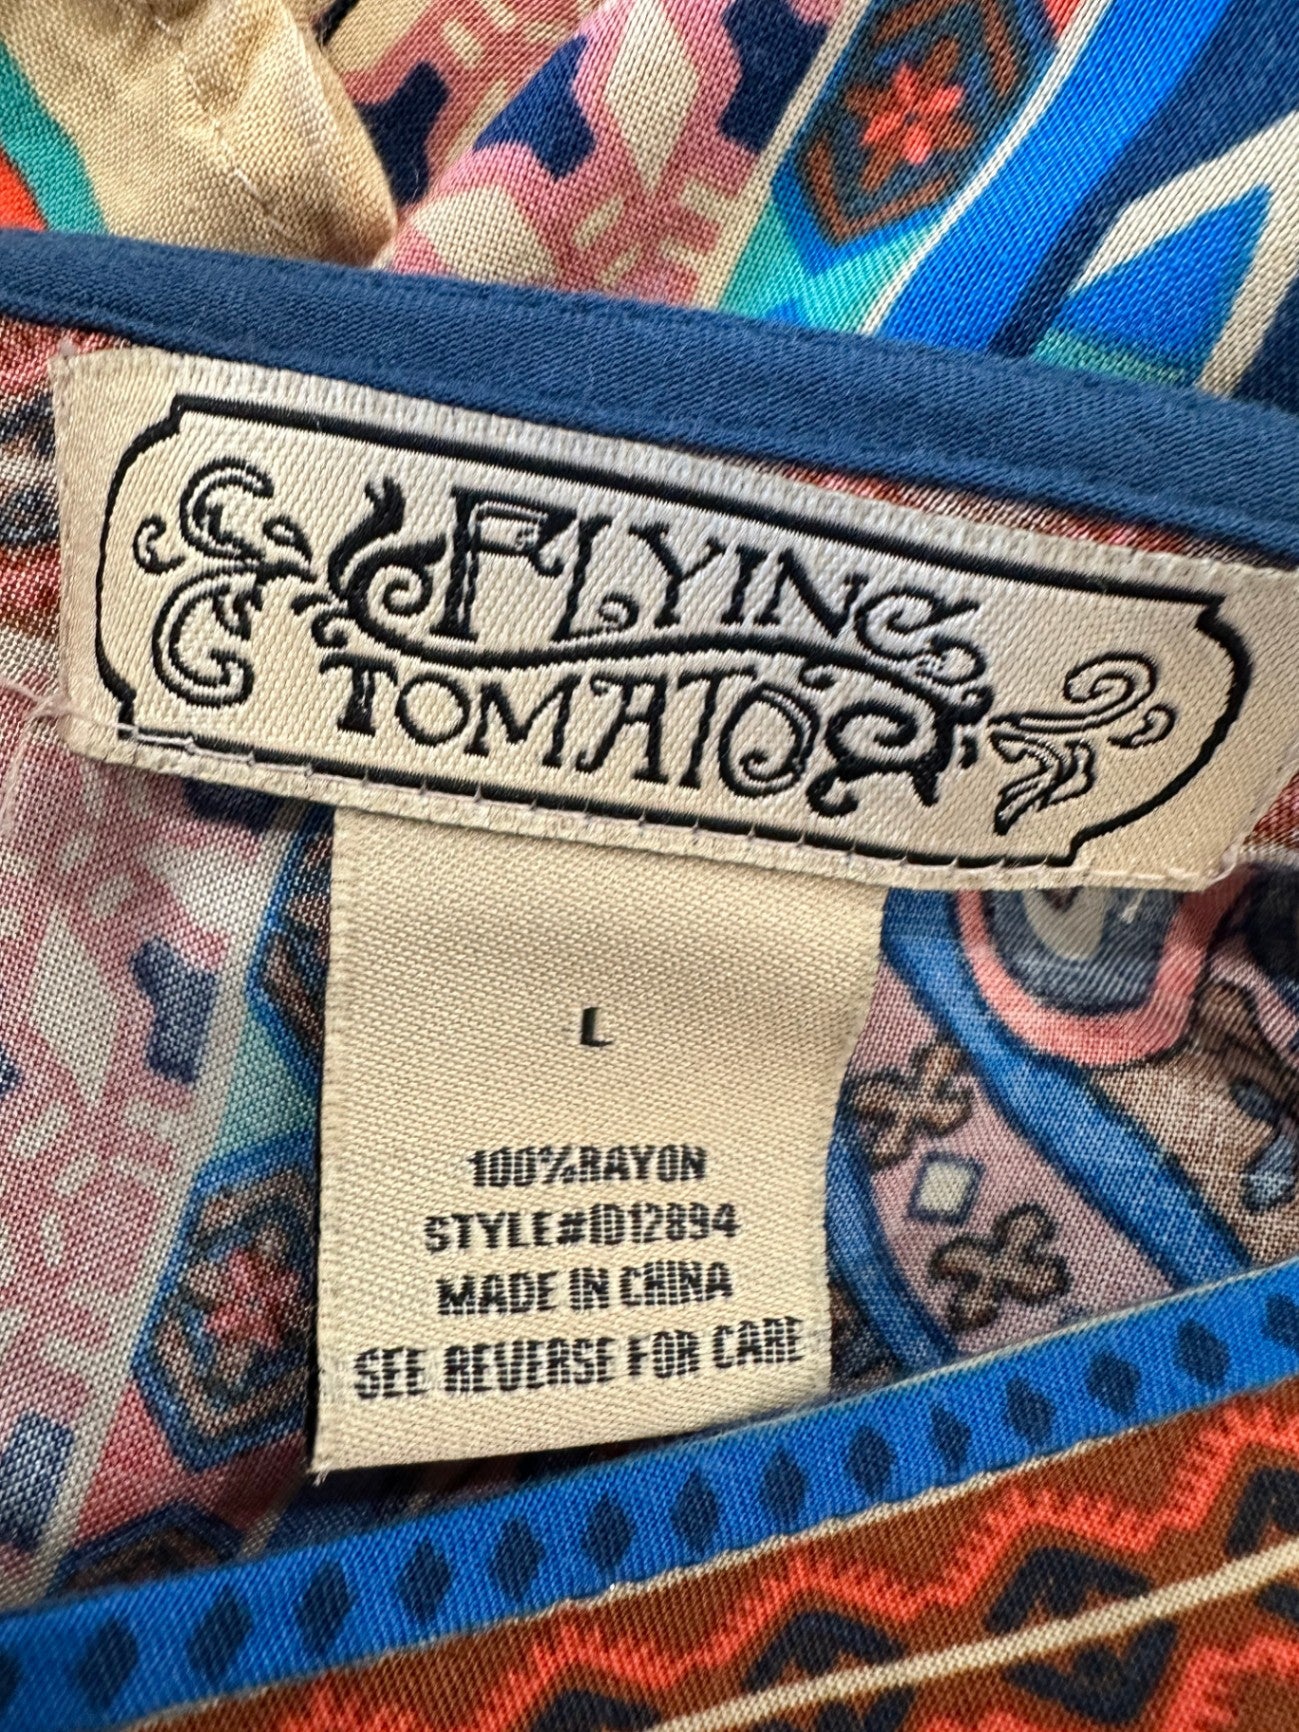 FLYING
TOMATO
L
100%RAYON
STYLE#ID12894
MADE IN CHINA
SEE REVERSE FOR CARE